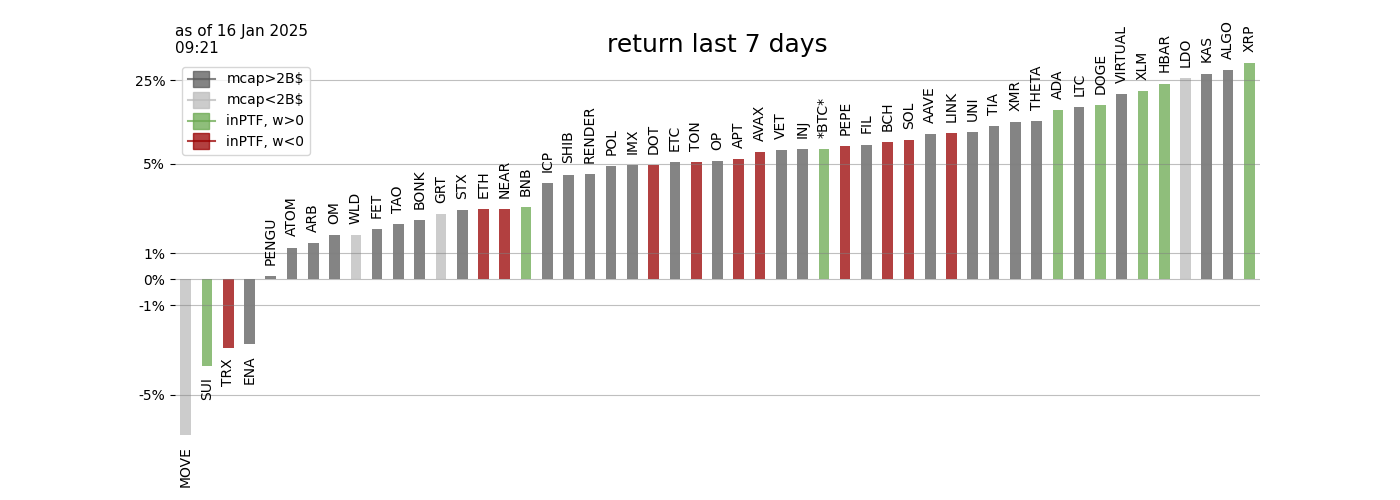 as of 16 Jan 2025
09:21
return last 7 days
mcap>2B$
mcap<2B$
inPTF, w>0
inPTF, w<0
25%
5%
1%
0%
-1%
-5%
MOVE
SUI
TRX
ENA
PENGU
ATOM
ARB
OM
WLD
FET
TAO
BONK
GRT
STX
ETH
NEAR
BNB
ICP
SHIB
RENDER
POL
IMX
DOT
ETC
TON
OP
APT
AVAX
VET
INJ
*BTC*
PEPE
FIL
BCH
SOL
AAVE
LINK
UNI
TIA
XMR
THETA
ADA
LTC
DOGE
VIRTUAL
XLM
HBAR
LDO
KAS
ALGO
XRP